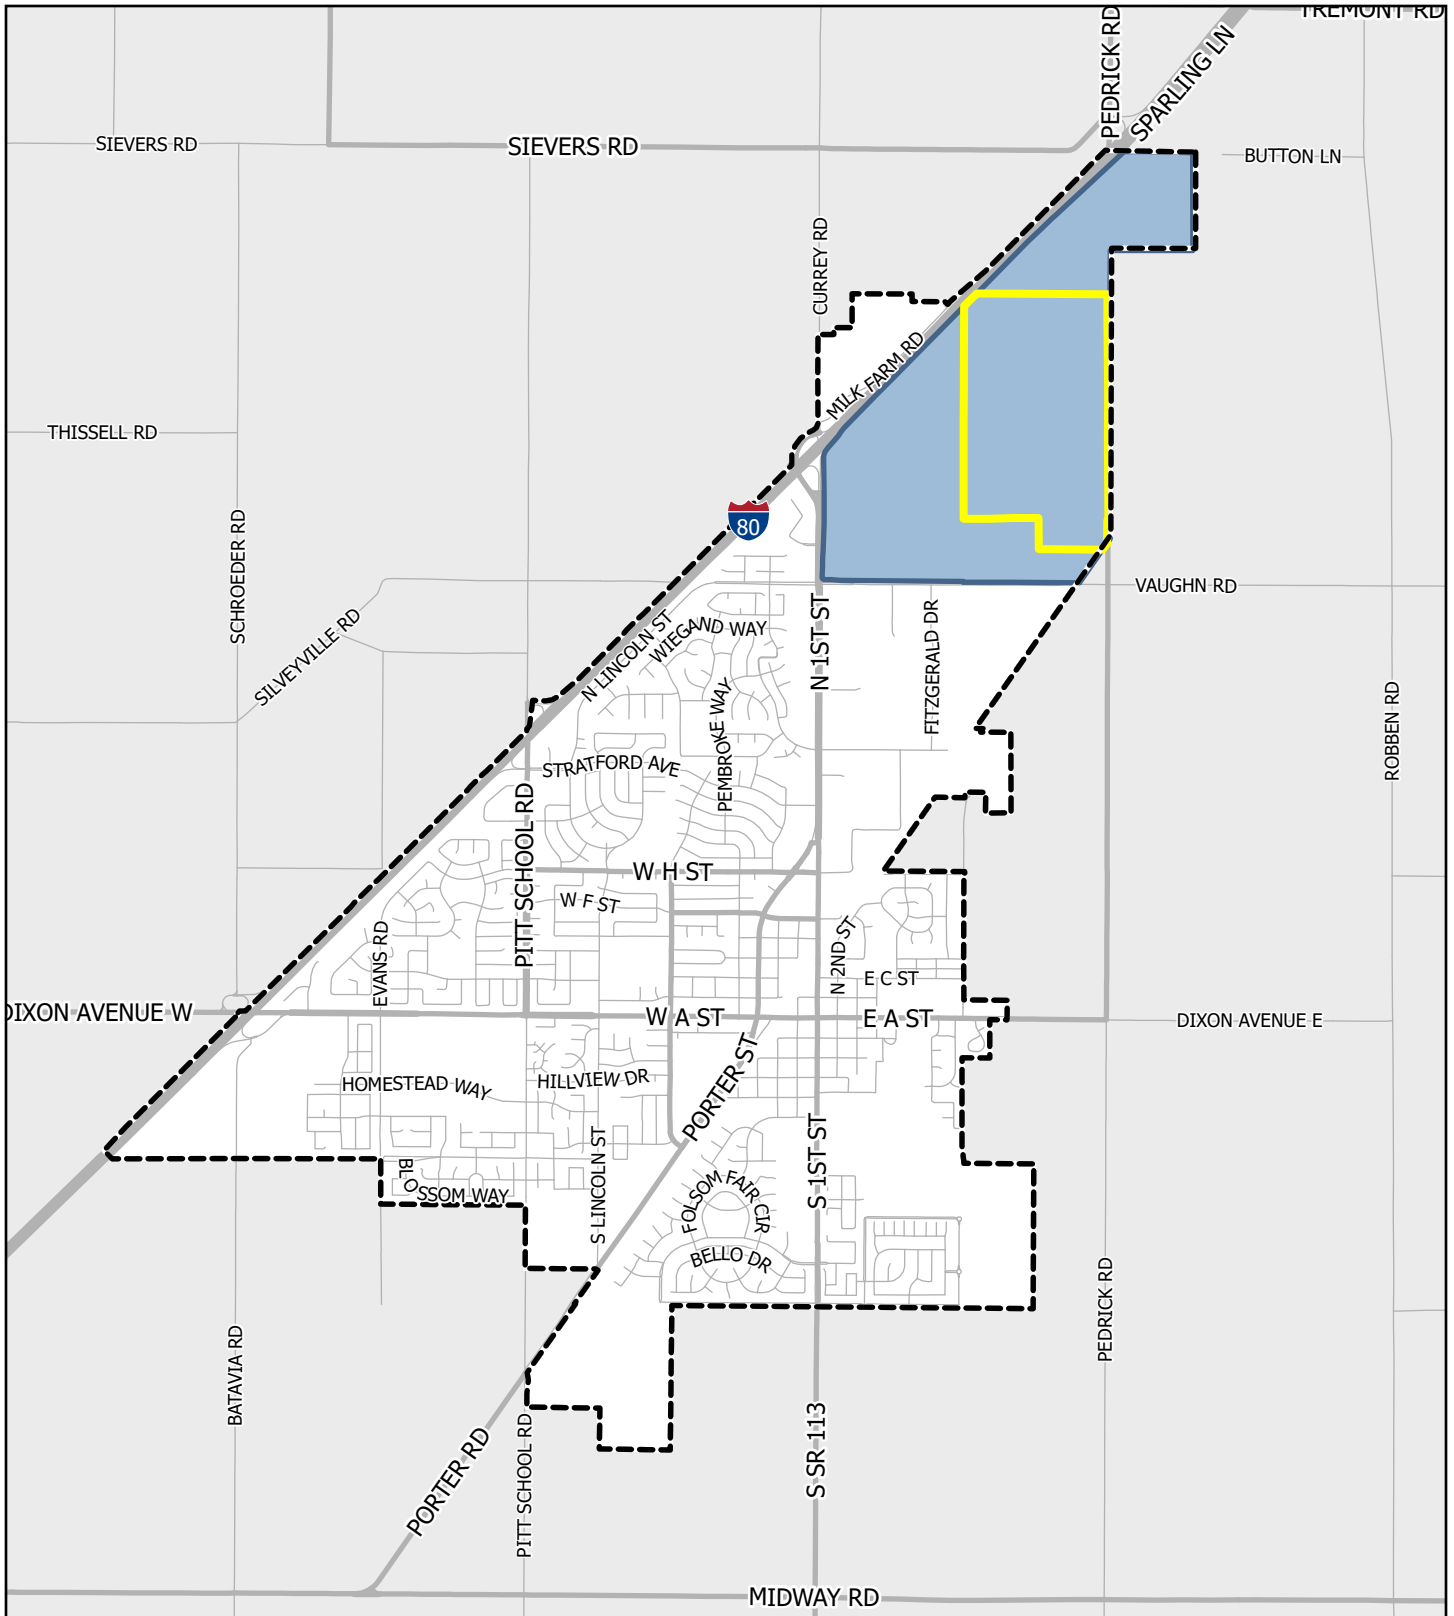 TREMONT RD
PEDRICK RD
SPARLING LN
SIEVERS RD
SIEVERS RD
BUTTON LN
CURREY RD
MILK FARM RD
THISSELL RD
80
SCHROEDER RD
VAUGHN RD
N 1ST ST
FITZGERALD DR
WIEGAND WAY
N LINCOLN ST
SILVEYVILLE RD
PEMBROKE WAY
ROBBEN RD
STRATFORD AVE
PITT SCHOOL RD
W H ST
W F ST
EVANS RD
N 2ND ST
E C ST
DIXON AVENUE W
W A ST
E A ST
DIXON AVENUE E
HOMESTEAD WAY
HILLVIEW DR
PORTER ST
S LINCOLN ST
S 1ST ST
BLOSSOM WAY
FOLSOM FAIR CIR
BELLO DR
PEDRICK RD
BATAVIA RD
PORTER RD
PITT SCHOOL RD
S SR 113
MIDWAY RD